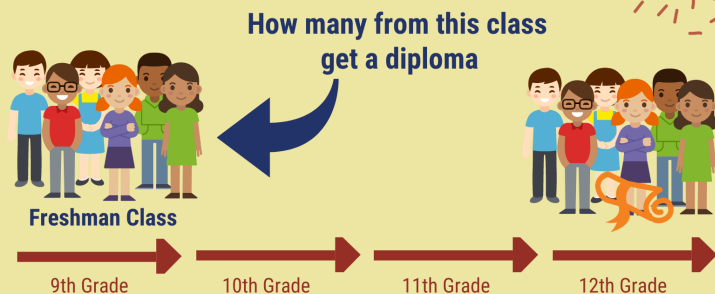 How many from this class
get a diploma
Freshman Class
9th Grade
10th Grade
11th Grade
12th Grade